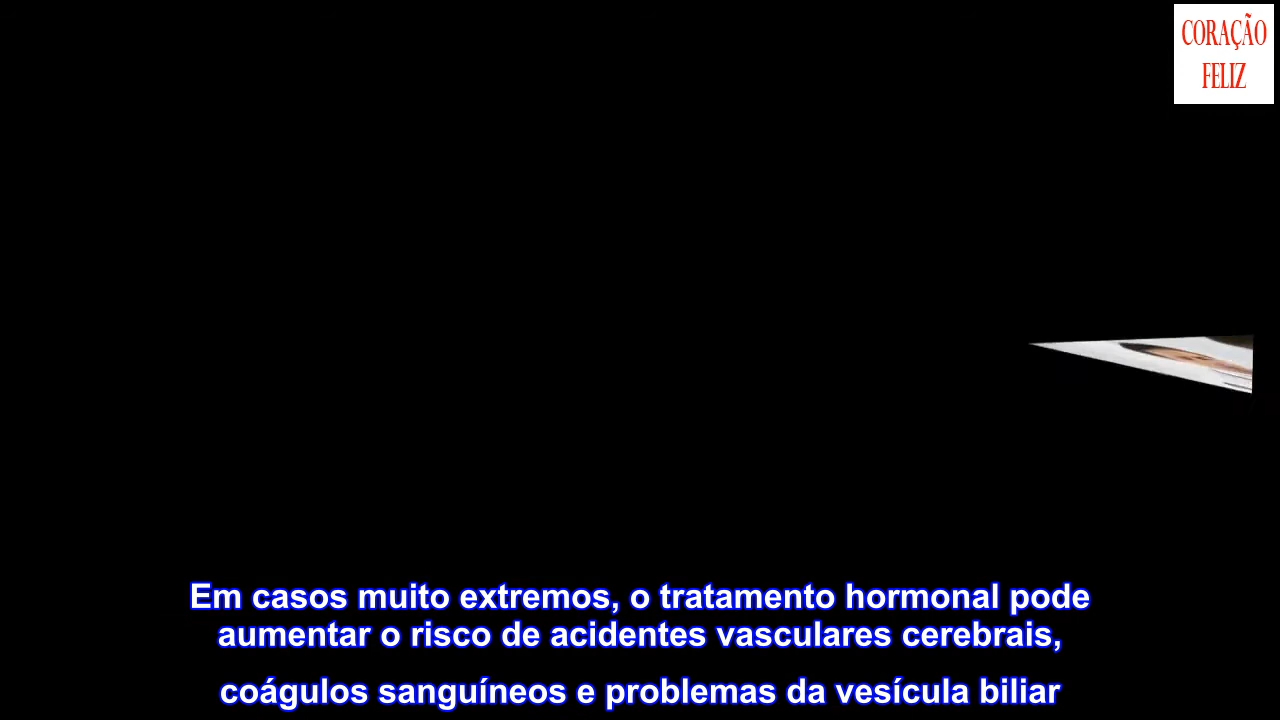 CORAÇÃO
FELIZ
Em casos muito extremos, o tratamento hormonal pode
aumentar o risco de acidentes vasculares cerebrais,
coágulos sanguíneos e problemas da vesícula biliar